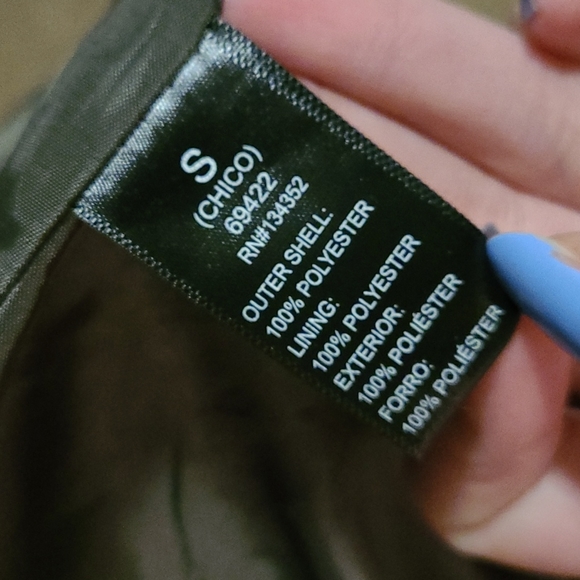 S
(CHICO)
69422
RN#134352
OUTER SHELL:
100% POLYESTER
LINING:
100% POLYESTER
EXTERIOR:
100% POLIÉSTER
FORRO:
100% POLIÉSTER